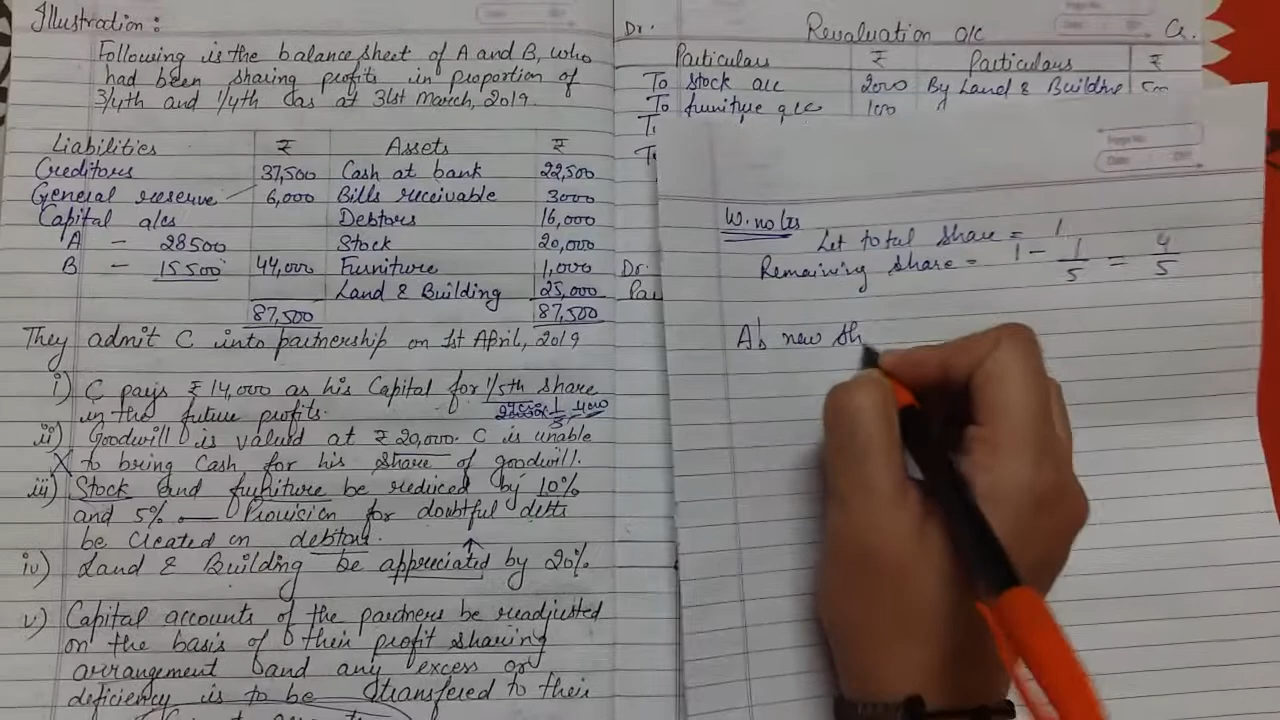 Illustration:
Following is the balance sheet of A and B, who
had been sharing profits in proportion of
3/4th and 1/4th as at 31st March, 2019.
Liabilities ₹ Assets ₹
Creditors 37,500 Cash at bank 22,500
General reserve 6,000 Bills receivable 3000
Capital a/cs Debtors 16,000
A - 28500 Stock 20,000
B - 15500 44,000 Furniture 1,000
Land & Building 25,000
87,500 87,500
They admit C into partnership on 1st April, 2019
i) C pays ₹ 14,000 as his Capital for 1/5th share
in the future profits.
1/5 4000
ii) Goodwill is valued at ₹ 20,000. C is unable
to bring Cash for his share of goodwill.
iii) Stock and furniture be reduced by 10%
and 5%. Provision for doubtful debts
be created on debtors.
iv) Land & Building be appreciated by 20%
v) Capital accounts of the partners be readjusted
on the basis of their profit sharing
arrangement and any excess or
deficiency is to be transfered to their
Dr. Revaluation a/c Cr.
Particulars ₹ Particulars ₹
To stock a/c 2000 By Land & Building
To furniture a/c 100
Dr.
W. notes
Let total share = 1
Remaining share = 1 - 1/5 = 4/5
A's new Sh